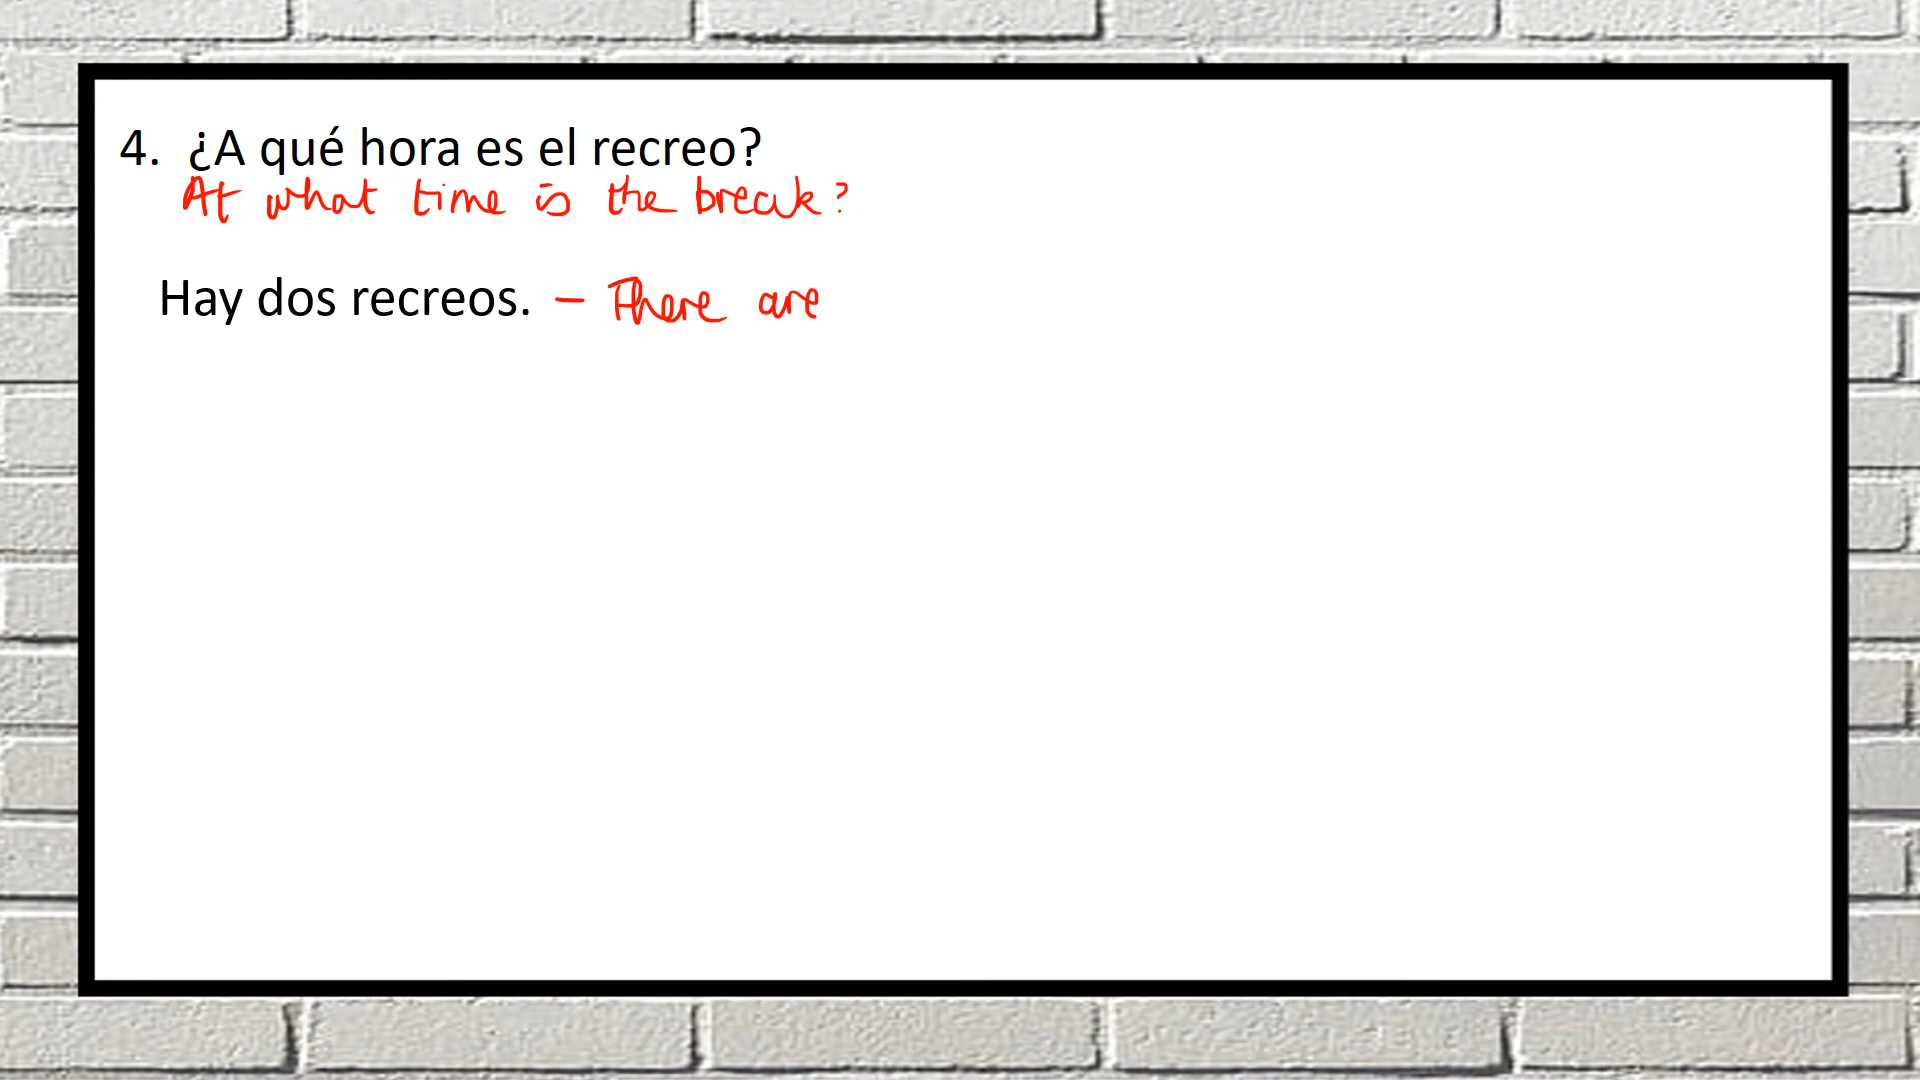 4. ¿A qué hora es el recreo?
At what time is the break?
Hay dos recreos. - There are